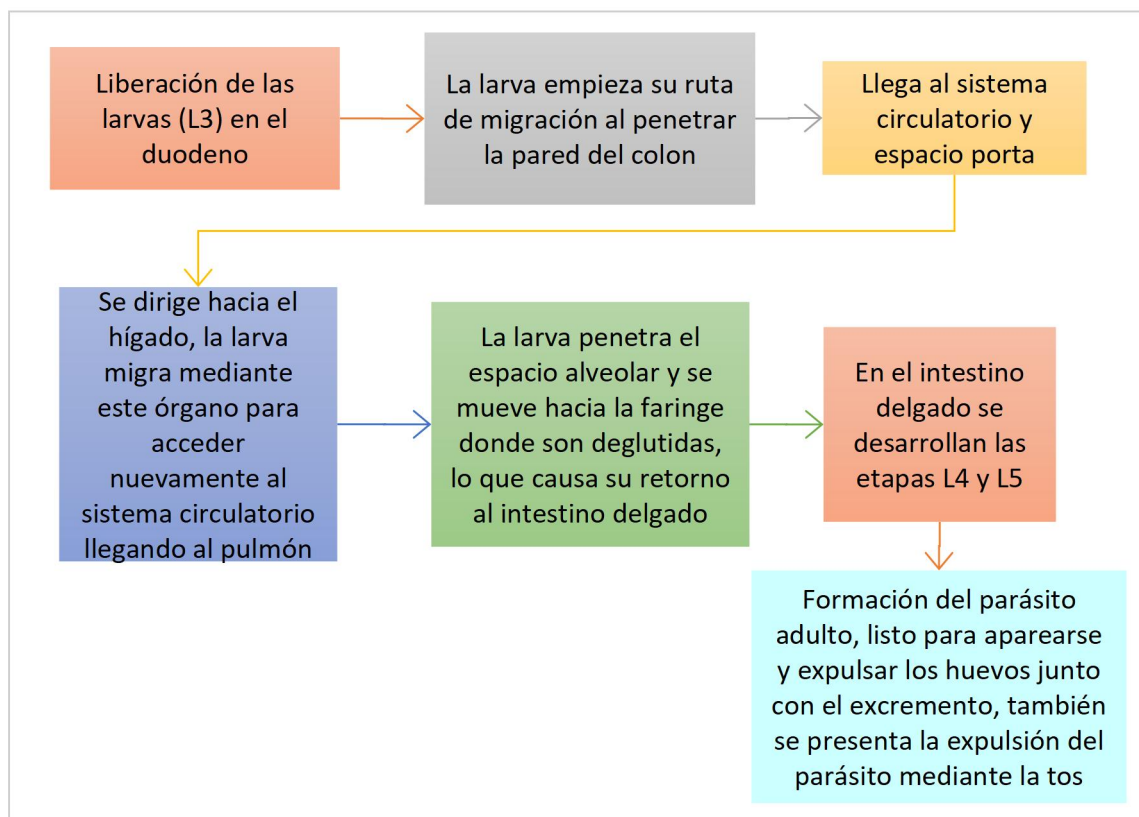 Liberación de las
larvas (L3) en el
duodeno
La larva empieza su ruta
de migración al penetrar
la pared del colon
Llega al sistema
circulatorio y
espacio porta
Se dirige hacia el
hígado, la larva
migra mediante
este órgano para
acceder
nuevamente al
sistema circulatorio
llegando al pulmón
La larva penetra el
espacio alveolar y se
mueve hacia la faringe
donde son deglutidas,
lo que causa su retorno
al intestino delgado
En el intestino
delgado se
desarrollan las
etapas L4 y L5
Formación del parásito
adulto, listo para aparearse
y expulsar los huevos junto
con el excremento, también
se presenta la expulsión del
parásito mediante la tos